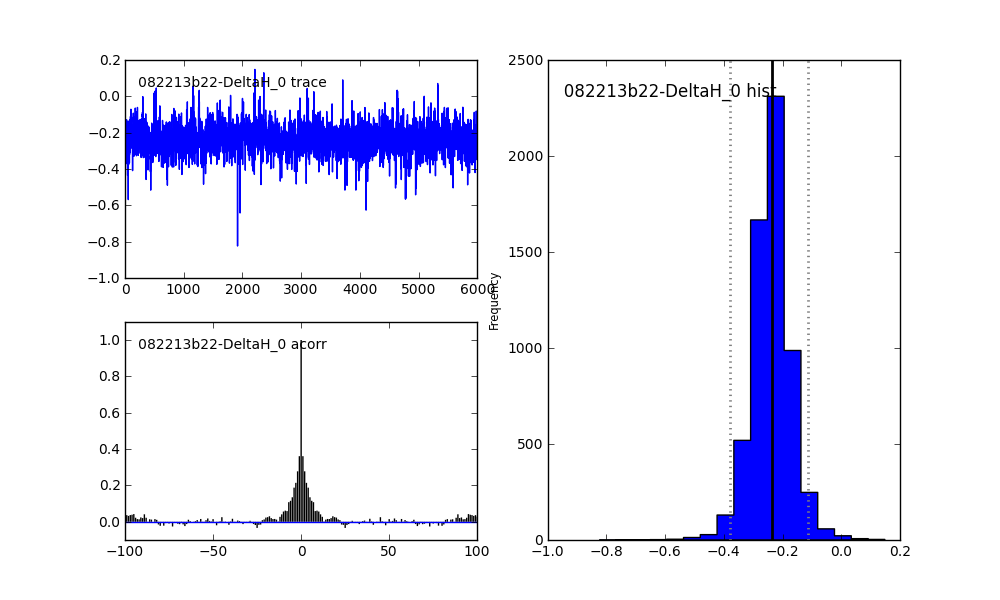 0.2
0.0
−0.2
−0.4
−0.6
−0.8
−1.0
082213b22-DeltaH_0 trace
0 1000 2000 3000 4000 5000 6000
1.0
0.8
0.6
0.4
0.2
0.0
082213b22-DeltaH_0 acorr
−100 −50 0 50 100
Frequency
2500
2000
1500
1000
500
0
082213b22-DeltaH_0 hist
−1.0 −0.8 −0.6 −0.4 −0.2 0.0 0.2